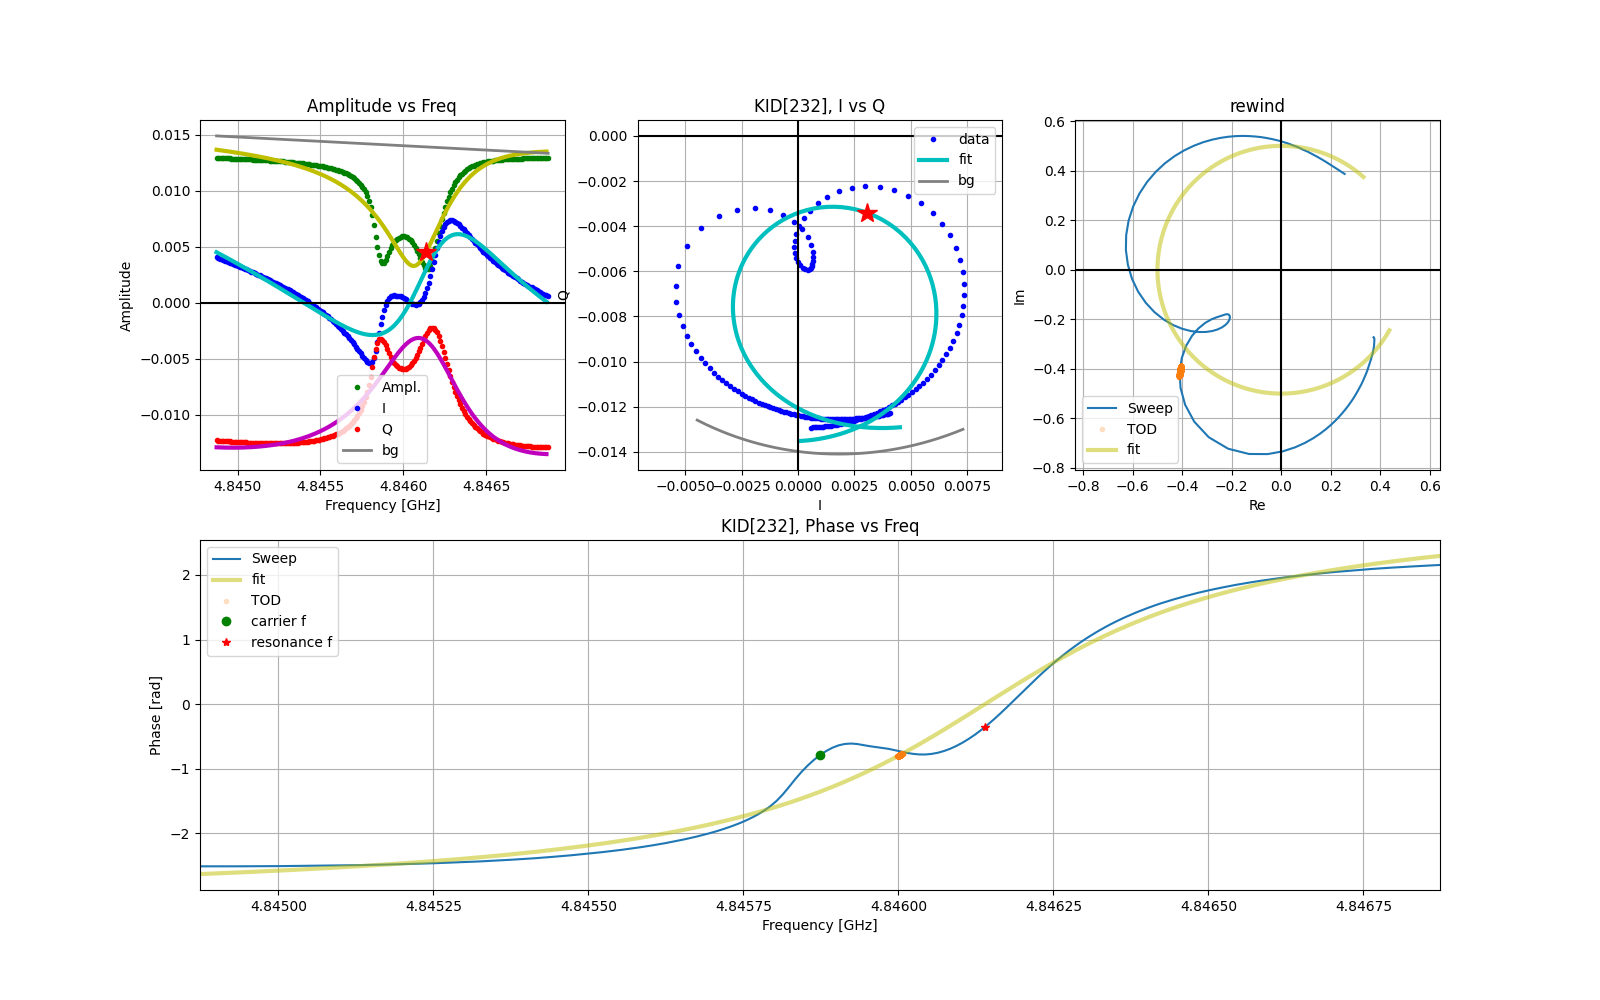 Amplitude vs Freq
Amplitude
0.015
0.010
0.005
0.000
−0.005
−0.010
Ampl.
I
Q
bg
4.8450 4.8455 4.8460 4.8465
Frequency [GHz]
KID[232], I vs Q
Q
0.000
−0.002
−0.004
−0.006
−0.008
−0.010
−0.012
−0.014
data
fit
bg
−0.0050 −0.0025 0.0000 0.0025 0.0050 0.0075
I
rewind
Im
0.6
0.4
0.2
0.0
−0.2
−0.4
−0.6
−0.8
Sweep
TOD
fit
−0.8 −0.6 −0.4 −0.2 0.0 0.2 0.4 0.6
Re
KID[232], Phase vs Freq
Phase [rad]
2
1
0
−1
−2
Sweep
fit
TOD
carrier f
resonance f
4.84500 4.84525 4.84550 4.84575 4.84600 4.84625 4.84650 4.84675
Frequency [GHz]